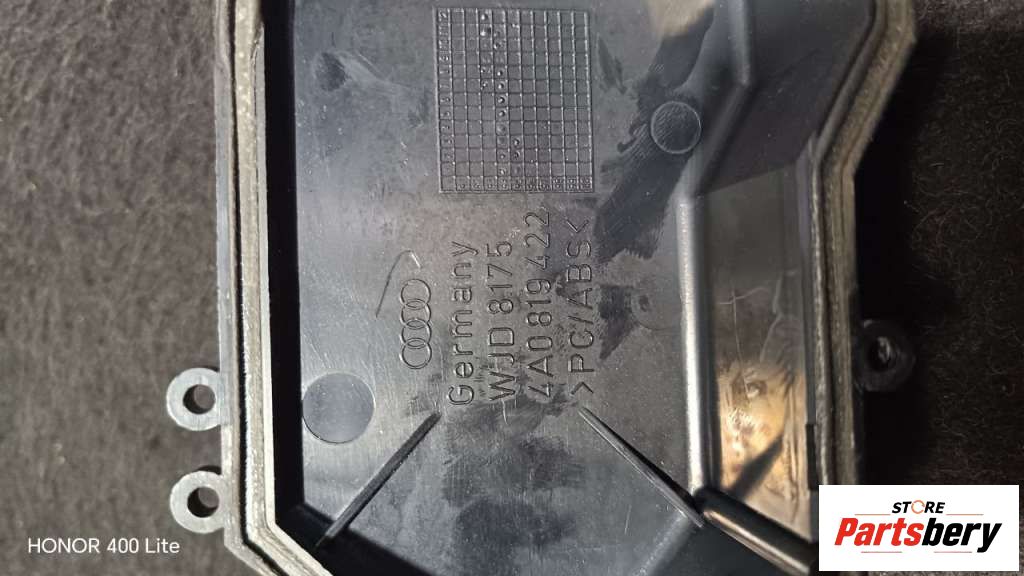 Germany
WJD 8175
4A0 819 422
>PC/ABS<
HONOR 400 Lite
STORE
Partsbery